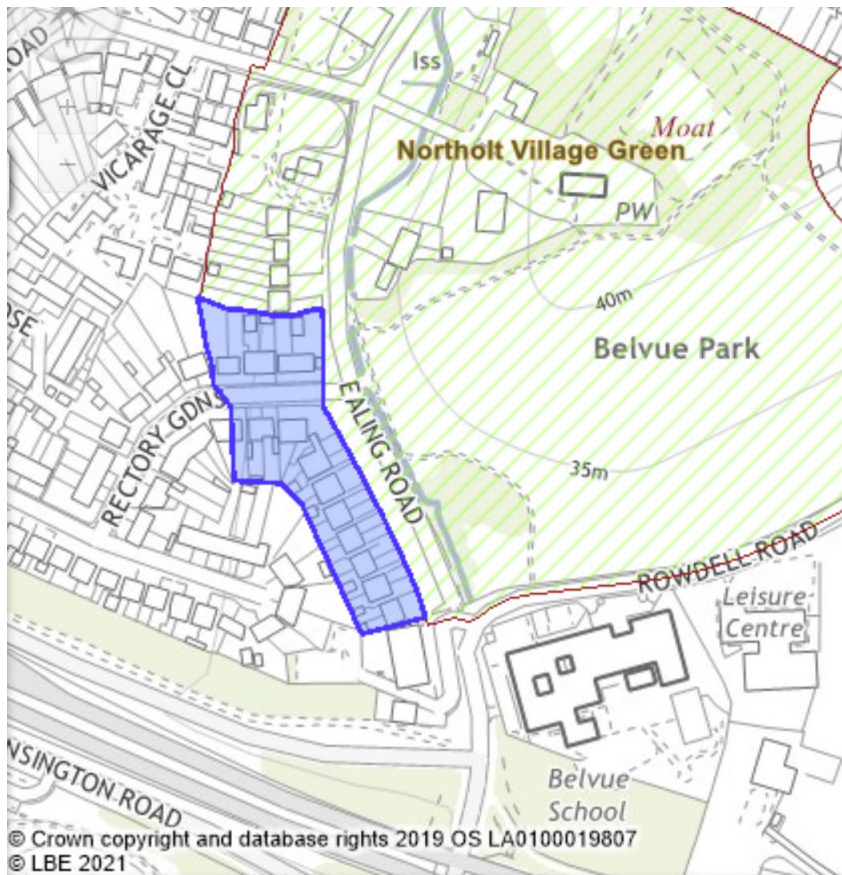 ROAD
VICARAGE CL
Iss
Moat
Northolt Village Green
PW
40m
Belvue Park
OSE
RECTORY GDNS
EALING ROAD
35m
ROWDELL ROAD
Leisure
Centre
Belvue
School
NSINGTON ROAD
© Crown copyright and database rights 2019 OS LA0100019807
© LBE 2021